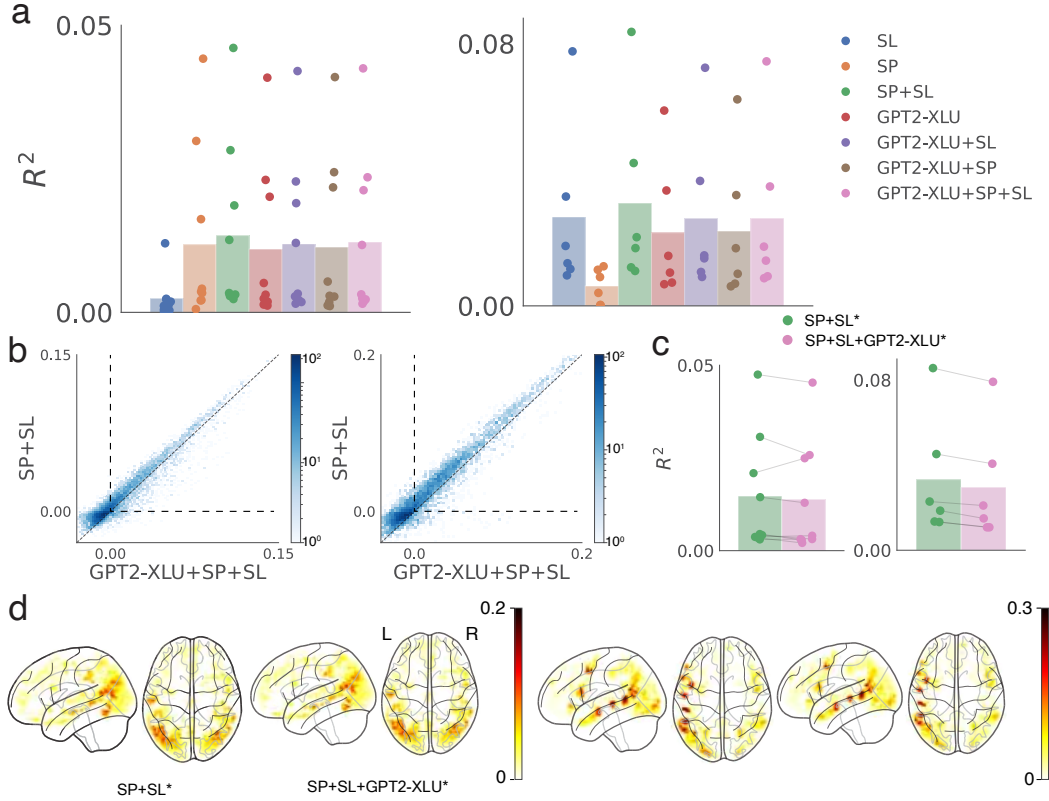 a
0.05
R²
0.00
0.08
0.00
SL
SP
SP+SL
GPT2-XLU
GPT2-XLU+SL
GPT2-XLU+SP
GPT2-XLU+SP+SL
b
0.15
SP+SL
0.00
0.00
0.15
GPT2-XLU+SP+SL
10²
10¹
10⁰
0.2
SP+SL
0.0
0.0
0.2
GPT2-XLU+SP+SL
10²
10¹
10⁰
SP+SL*
SP+SL+GPT2-XLU*
c
0.05
R²
0.00
0.08
0.00
d
L
R
0.2
0
0.3
0
SP+SL*
SP+SL+GPT2-XLU*